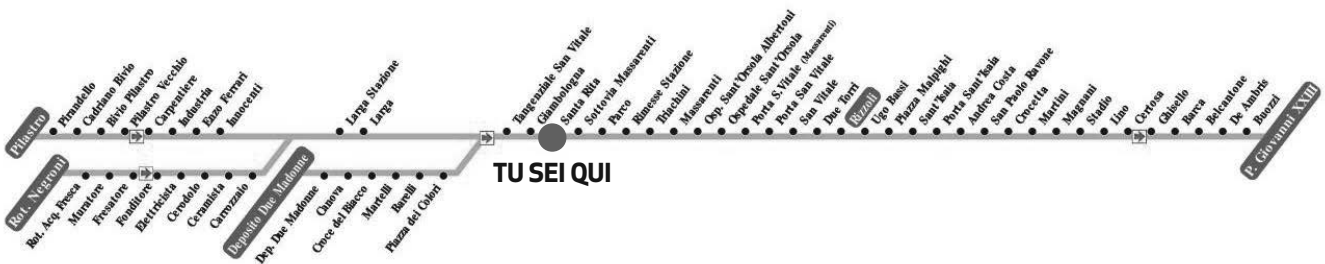 Pilastro
Pirandello
Cadriano Bivio
Bivio Pilastro
Pilastro Vecchio
Carpentiere
Industria
Enzo Ferrari
Innocenti
Larga Stazione
Larga
Tangenziale San Vitale
Giambologna
Santa Rita
Sottovia Massarenti
Parco
Rimesse Stazione
Trinchini
Massarenti
Osp. Sant'Orsola Albertoni
Ospedale Sant'Orsola
Porta S.Vitale (Massarenti)
Porta San Vitale
San Vitale
Due Torri
Rizzoli
Ugo Bassi
Piazza Malpighi
Sant'Isaia
Porta Sant'Isaia
Andrea Costa
San Paolo Ravone
Crocetta
Martini
Magnani
Stadio
Lino
Certosa
Ghisello
Barca
Belcantone
De Ambris
Buozzi
P. Giovanni XXIII
TU SEI QUI
Rot. Negroni
Rot. Acq. Fresca
Muratore
Fresatore
Fonditore
Elettricista
Cerodolo
Ceramista
Carrozzaio
Deposito Due Madonne
Dep. Due Madonne
Canova
Croce del Biacco
Martelli
Barelli
Piazza dei Colori